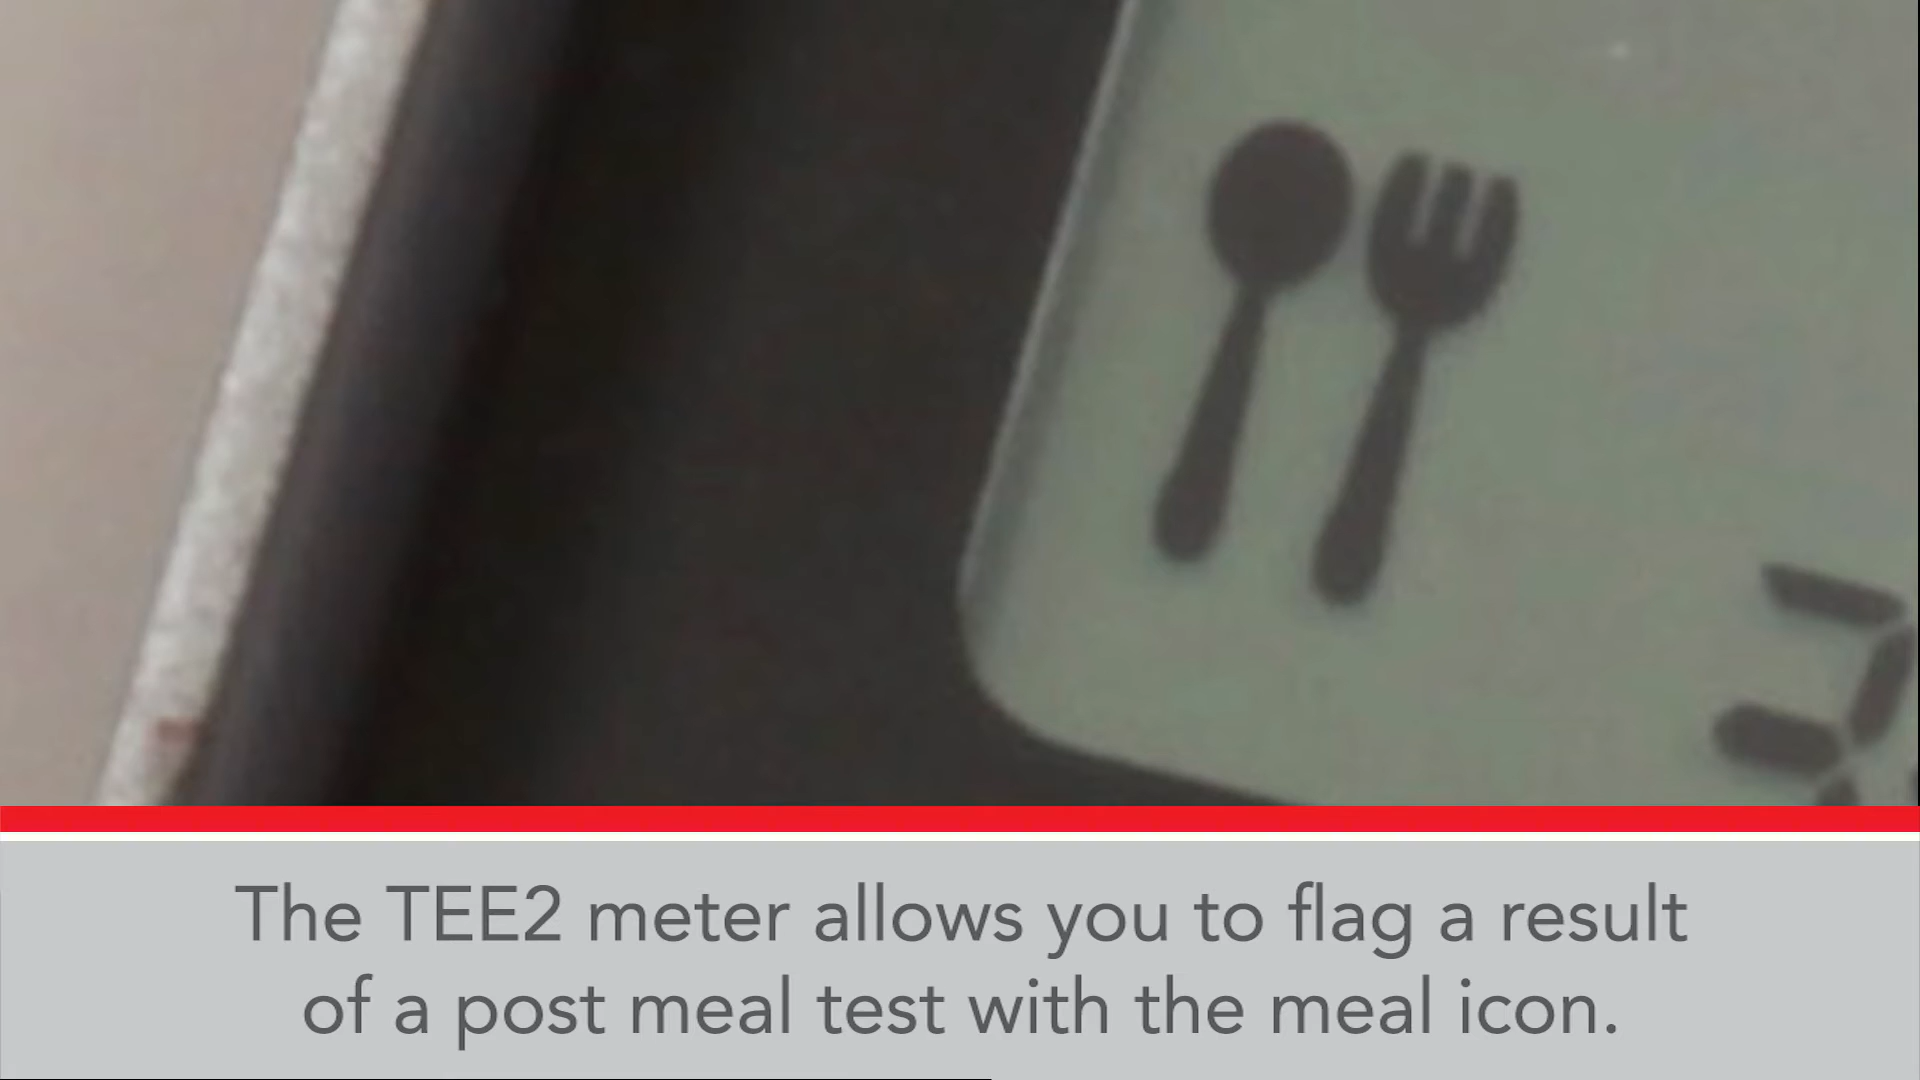 The TEE2 meter allows you to flag a result
of a post meal test with the meal icon.